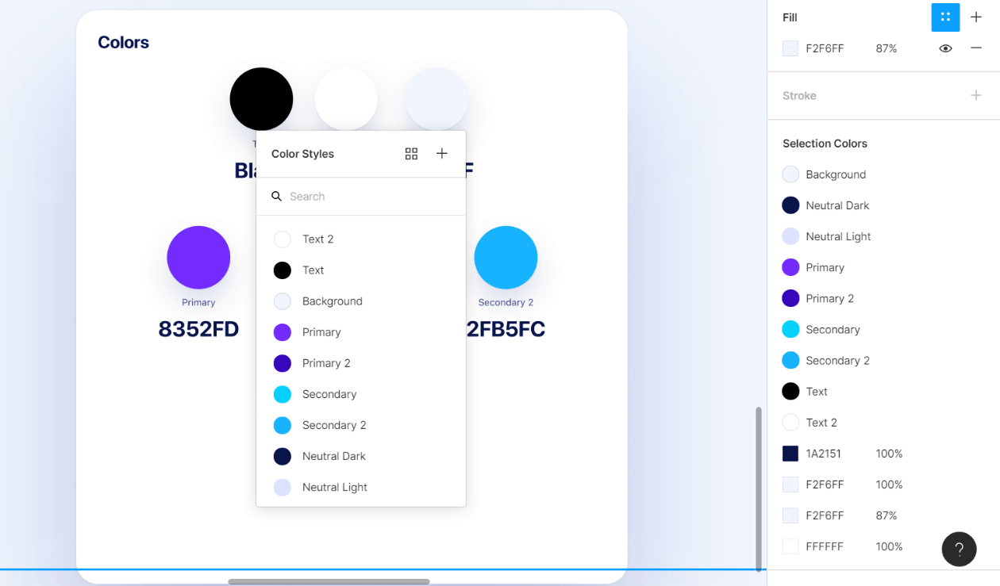 Colors
Bla
F
Primary
8352FD
Secondary 2
2FB5FC
Color Styles
Search
Text 2
Text
Background
Primary
Primary 2
Secondary
Secondary 2
Neutral Dark
Neutral Light
Fill
F2F6FF 87%
Stroke
Selection Colors
Background
Neutral Dark
Neutral Light
Primary
Primary 2
Secondary
Secondary 2
Text
Text 2
1A2151 100%
F2F6FF 100%
F2F6FF 87%
FFFFFF 100%
?